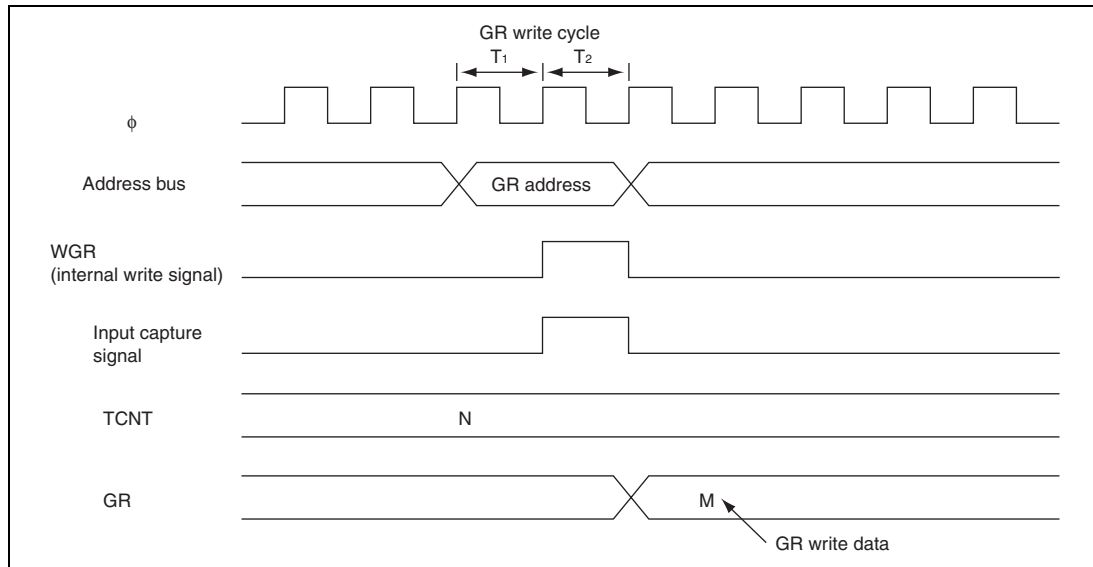 GR write cycle
T1 T2
ϕ
Address bus
GR address
WGR
(internal write signal)
Input capture
signal
TCNT
N
GR
M
GR write data